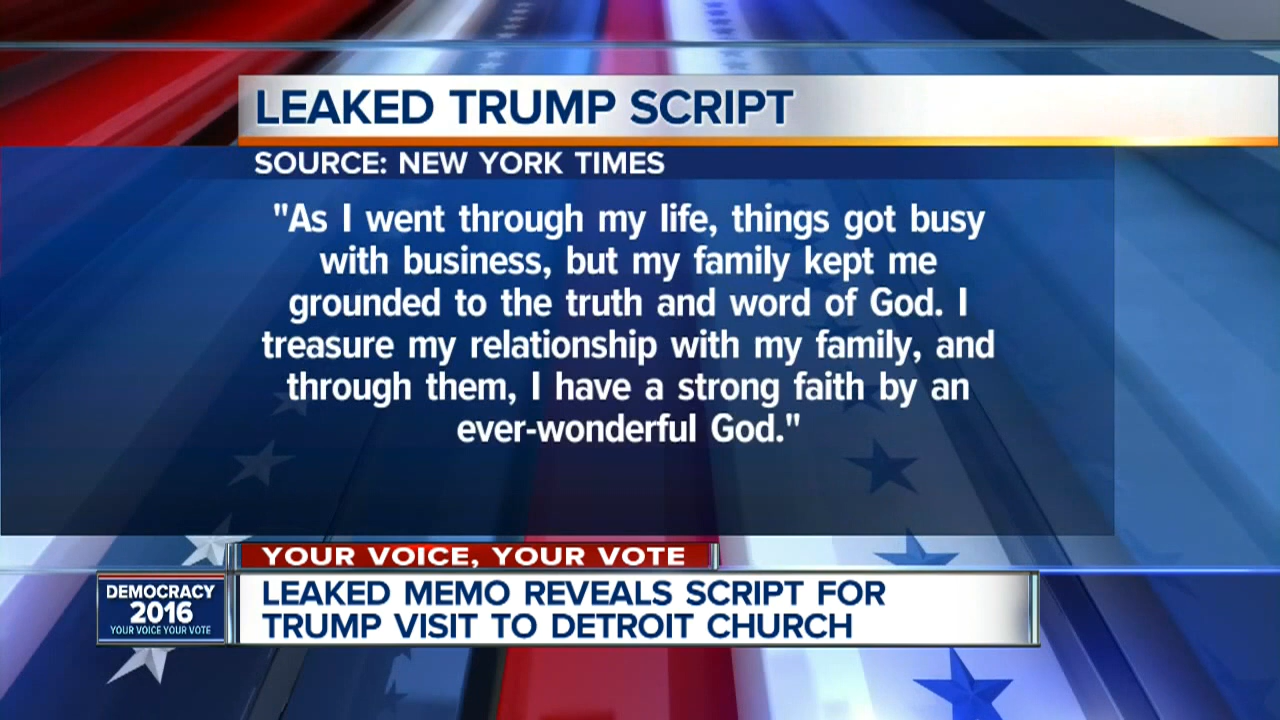 LEAKED TRUMP SCRIPT
SOURCE: NEW YORK TIMES
"As I went through my life, things got busy
with business, but my family kept me
grounded to the truth and word of God. I
treasure my relationship with my family, and
through them, I have a strong faith by an
ever-wonderful God."
YOUR VOICE, YOUR VOTE
DEMOCRACY
2016
YOUR VOICE YOUR VOTE
LEAKED MEMO REVEALS SCRIPT FOR
TRUMP VISIT TO DETROIT CHURCH